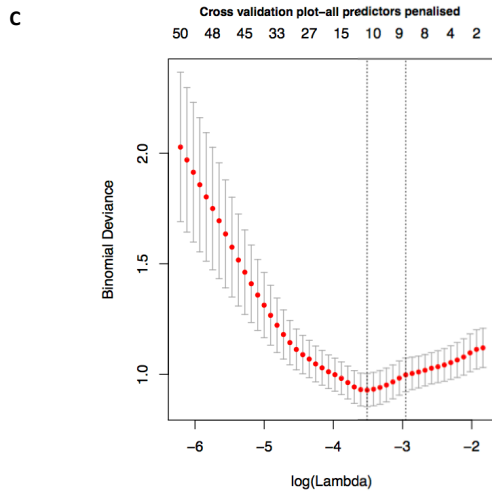 C
Cross validation plot–all predictors penalised
50 48 45 33 27 15 10 9 8 4 2
2.0
1.5
1.0
Binomial Deviance
−6 −5 −4 −3 −2
log(Lambda)